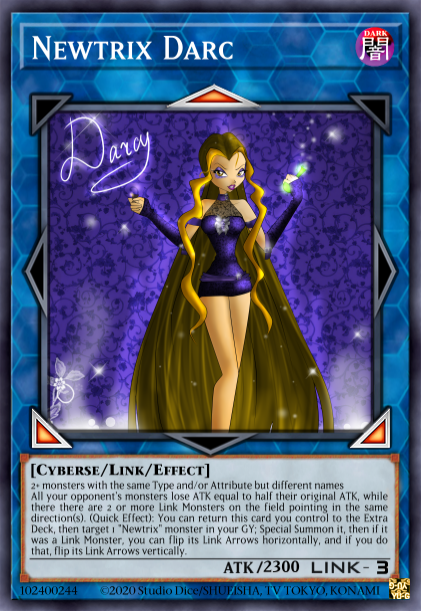 NEWTRIX DARC
DARK
闇
Darcy
[CYBERSE/LINK/EFFECT]
2+ monsters with the same Type and/or Attribute but different names
All your opponent's monsters lose ATK equal to half their original ATK, while
there there are 2 or more Link Monsters on the field pointing in the same
direction(s). (Quick Effect): You can return this card you control to the Extra
Deck, then target 1 "Newtrix" monster in your GY; Special Summon it, then if it
was a Link Monster, you can flip its Link Arrows horizontally, and if you do
that, flip its Link Arrows vertically.
ATK/2300 LINK-3
102400244 ©2020 Studio Dice/SHUEISHA, TV TOKYO, KONAMI